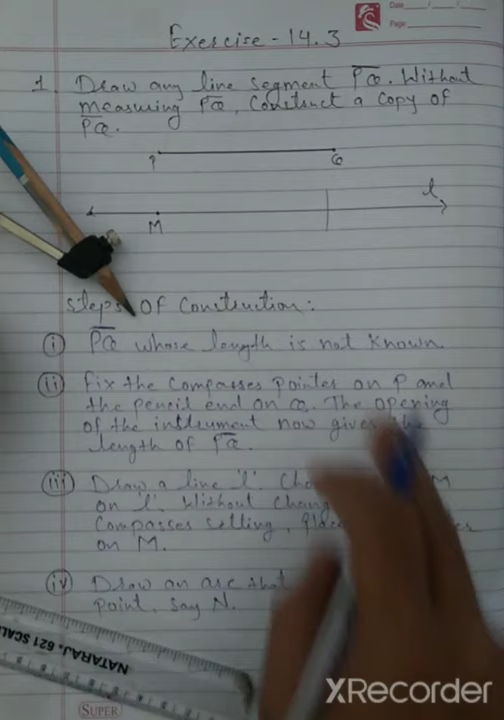 Date
Page
Exercise - 14.3
1. Draw any line segment PQ. Without
measuring PQ, Construct a Copy of
PQ.
P Q
l
M
Steps Of Construction:
(i) PQ whose length is not known.
(ii) Fix the Compasses pointer on P and
the pencil end on Q. The opening
of the instrument now gives the
length of PQ.
(iii) Draw a line 'l'. M
on l. Without
Compasses setting,
on M.
(iv) Draw an arc that
point, say N.
NATARAJ. 621 SCALE
SUPER
XRecorder